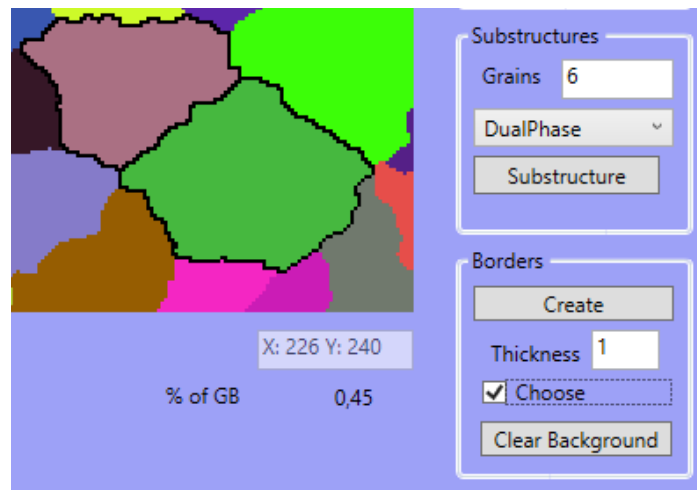 Substructures
Grains 6
DualPhase
Substructure
Borders
Create
Thickness 1
Choose
Clear Background
X: 226 Y: 240
% of GB 0,45